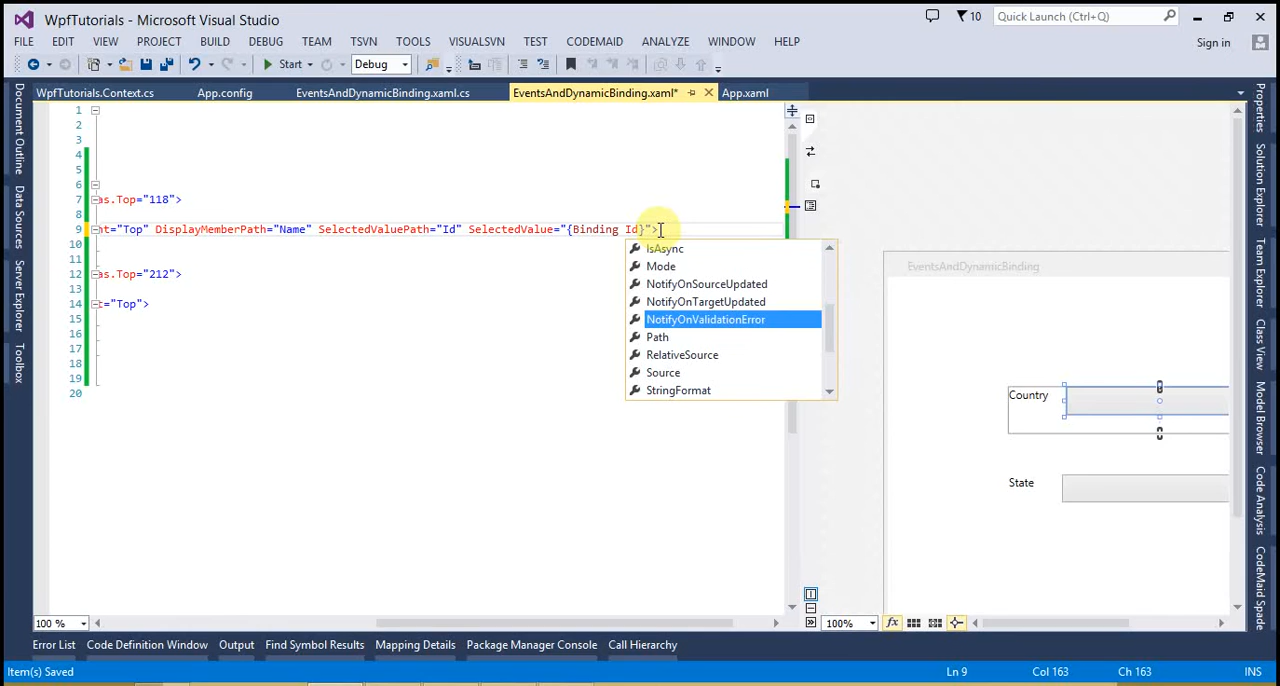 WpfTutorials - Microsoft Visual Studio
10
Quick Launch (Ctrl+Q)
FILE EDIT VIEW PROJECT BUILD DEBUG TEAM TSVN TOOLS VISUALSVN TEST CODEMAID ANALYZE WINDOW HELP
Sign in
Start Debug
WpfTutorials.Context.cs App.config EventsAndDynamicBinding.xaml.cs EventsAndDynamicBinding.xaml* App.xaml
Document Outline
Data Sources
Server Explorer
Toolbox
1
2
3
4
5
6
7 as.Top="118">
8
9 nt="Top" DisplayMemberPath="Name" SelectedValuePath="Id" SelectedValue="{Binding Id}">
10
11
12 as.Top="212">
13
14 t="Top">
15
16
17
18
19
20
IsAsync
Mode
NotifyOnSourceUpdated
NotifyOnTargetUpdated
NotifyOnValidationError
Path
RelativeSource
Source
StringFormat
EventsAndDynamicBinding
Country
State
Properties
Solution Explorer
Team Explorer
Class View
Model Browser
Code Analysis
CodeMaid Spade
100 %
100%
fx
Error List Code Definition Window Output Find Symbol Results Mapping Details Package Manager Console Call Hierarchy
Item(s) Saved Ln 9 Col 163 Ch 163 INS